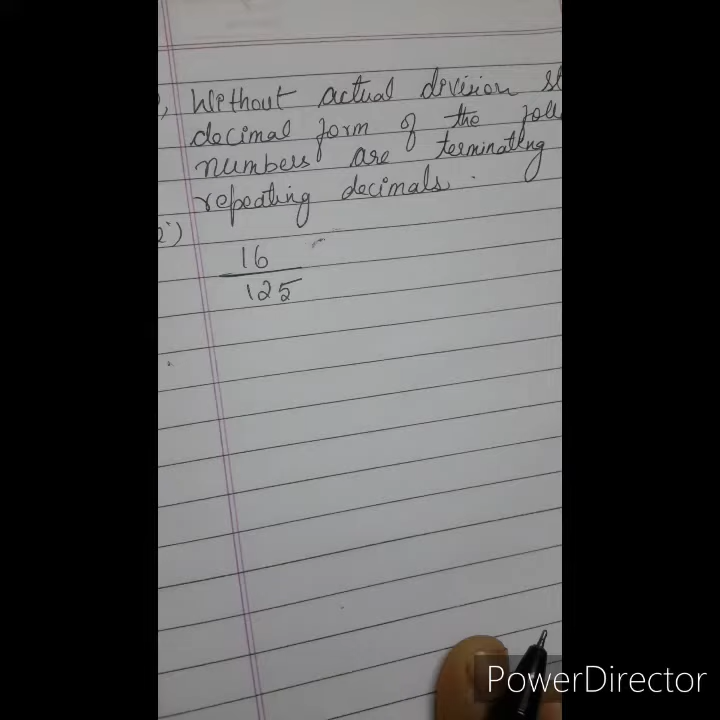 Without actual division
decimal form of the
numbers are terminating
repeating decimals.
16
125
PowerDirector